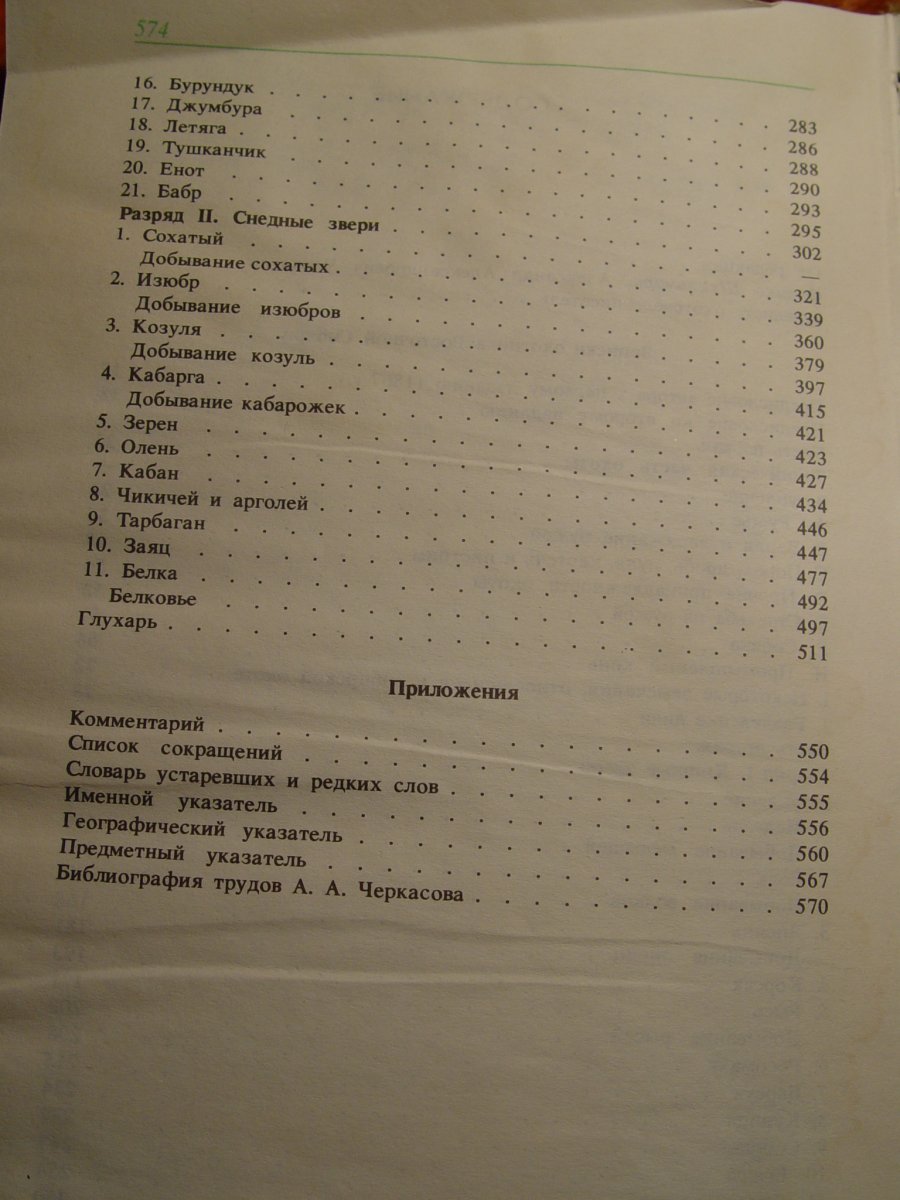 574
16. Бурундук . . . . . . . . . . . . 283
17. Джумбура . . . . . . . . . . . . 286
18. Летяга . . . . . . . . . . . . 288
19. Тушканчик . . . . . . . . . . . . 290
20. Енот . . . . . . . . . . . . 293
21. Бабр . . . . . . . . . . . . 295
Разряд II. Снедные звери . . . . . . . . . . . . 302
1. Сохатый . . . . . . . . . . . . —
Добывание сохатых . . . . . . . . . . . . 321
2. Изюбр . . . . . . . . . . . . 339
Добывание изюбров . . . . . . . . . . . . 360
3. Козуля . . . . . . . . . . . . 379
Добывание козуль . . . . . . . . . . . . 397
4. Кабарга . . . . . . . . . . . . 415
Добывание кабарожек . . . . . . . . . . . . 421
5. Зерен . . . . . . . . . . . . 423
6. Олень . . . . . . . . . . . . 427
7. Кабан . . . . . . . . . . . . 434
8. Чикичей и арголей . . . . . . . . . . . . 446
9. Тарбаган . . . . . . . . . . . . 447
10. Заяц . . . . . . . . . . . . 477
11. Белка . . . . . . . . . . . . 492
Белковье . . . . . . . . . . . . 497
Глухарь . . . . . . . . . . . . 511
Приложения
Комментарий . . . . . . . . . . . . 550
Список сокращений . . . . . . . . . . . . 554
Словарь устаревших и редких слов . . . . . . . . . . . . 555
Именной указатель . . . . . . . . . . . . 556
Географический указатель . . . . . . . . . . . . 560
Предметный указатель . . . . . . . . . . . . 567
Библиография трудов А. А. Черкасова . . . . . . . . . . . . 570